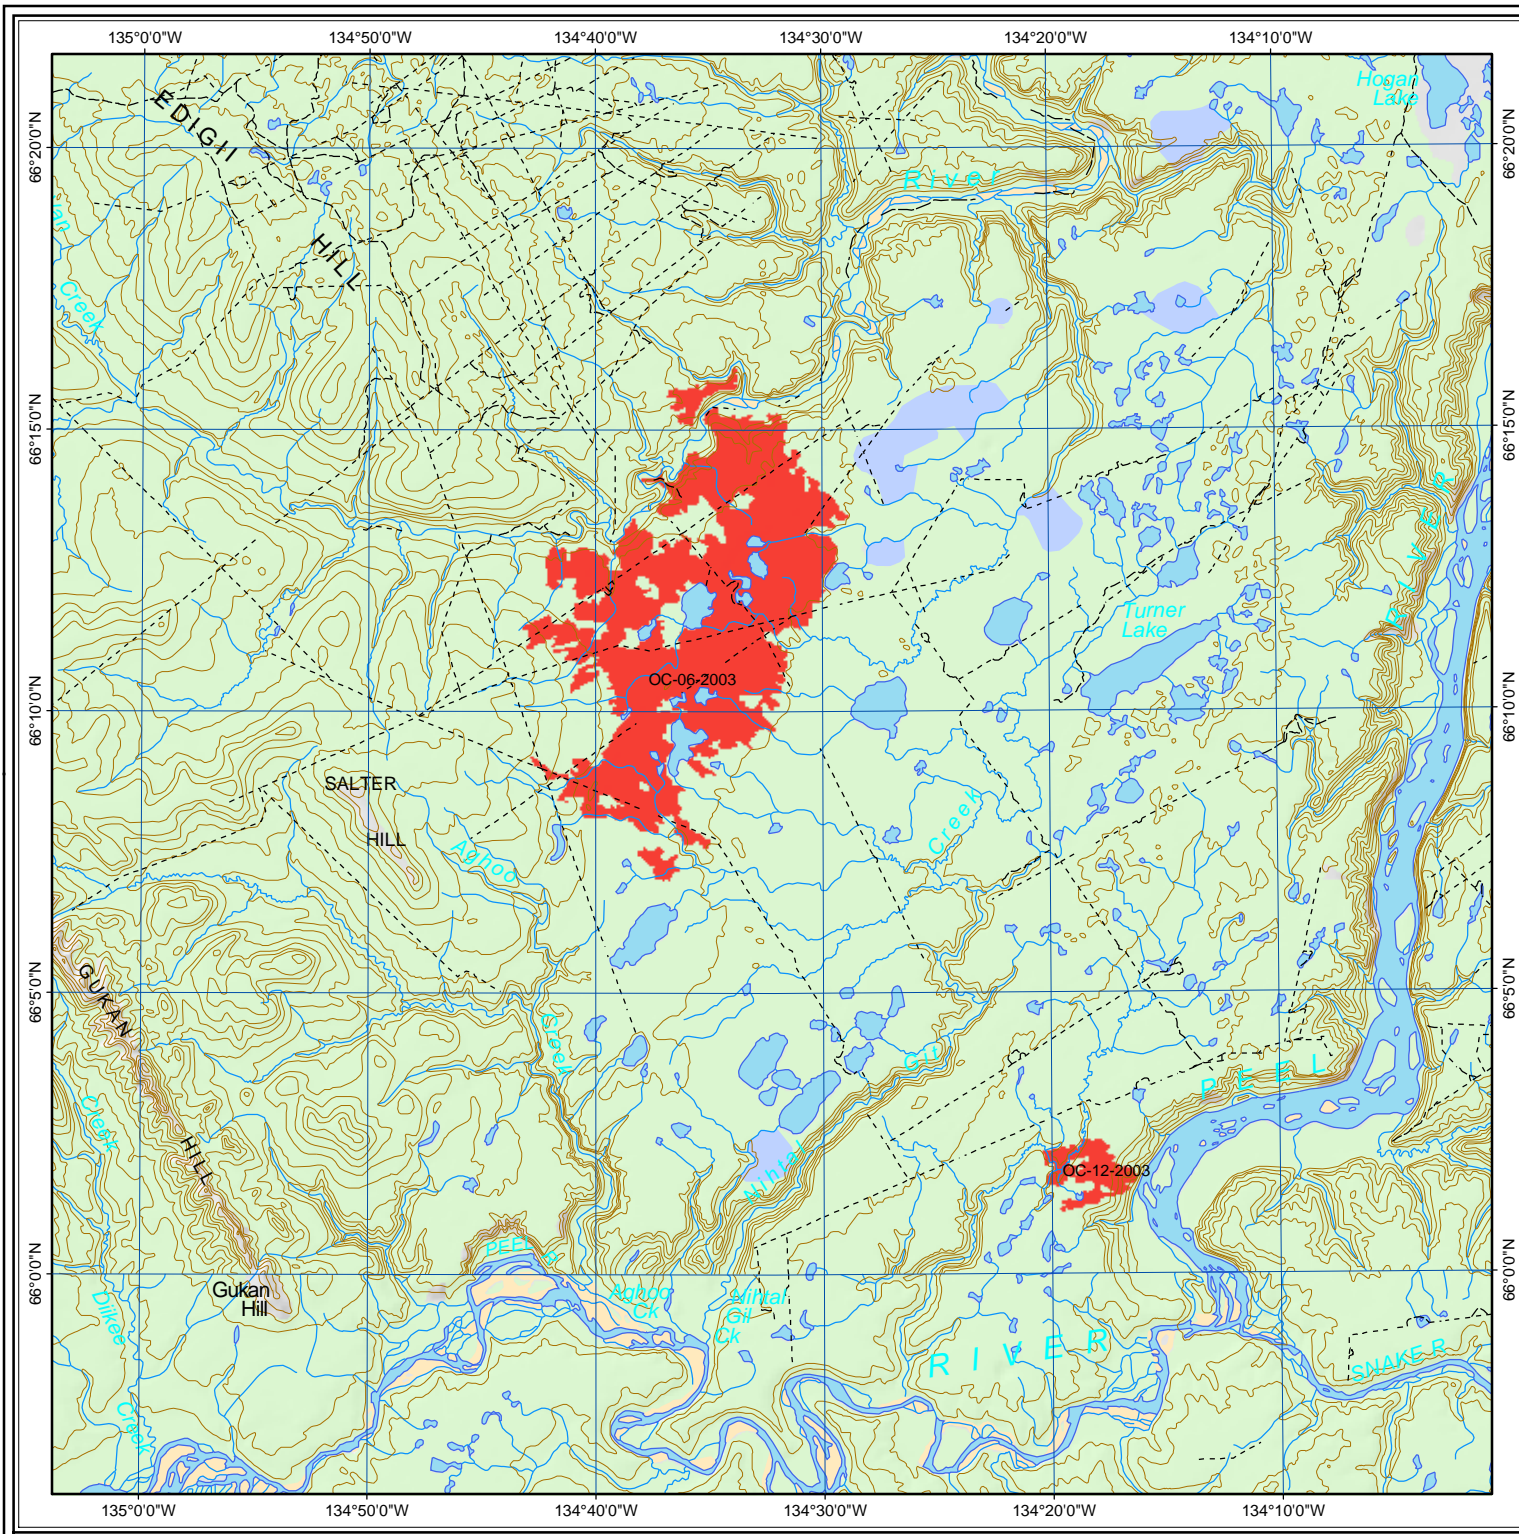 135°0'0"W 134°50'0"W 134°40'0"W 134°30'0"W 134°20'0"W 134°10'0"W
Hogan
Lake
EDIGII
HILL
66°20'0"N
66°20'0"N
River
Creek
66°15'0"N
66°15'0"N
RIVER
Turner
Lake
OC-06-2003
66°10'0"N
66°10'0"N
SALTER
HILL
Aghoo
Creek
Creek
Gil
Nihtal
GUKAN
HILL
66°5'0"N
66°5'0"N
PEEL
Creek
OC-12-2003
PEEL R
66°0'0"N
66°0'0"N
Gukan
Hill
Aghoo
Ck
Nihtal
Gil
Ck
Dilkee
Creek
RIVER
SNAKE R
135°0'0"W 134°50'0"W 134°40'0"W 134°30'0"W 134°20'0"W 134°10'0"W